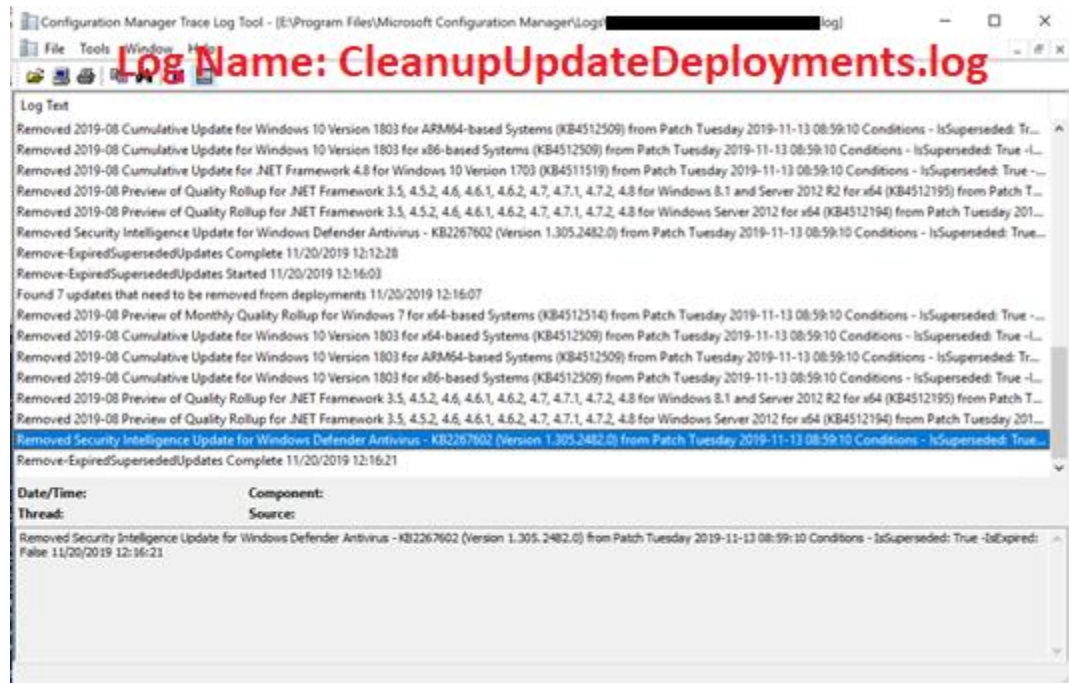 Configuration Manager Trace Log Tool - [E:\Program Files\Microsoft Configuration Manager\Logs\ log]
File Tools Window Help
Log Name: CleanupUpdateDeployments.log
Log Text
Removed 2019-08 Cumulative Update for Windows 10 Version 1803 for ARM64-based Systems (KB4512509) from Patch Tuesday 2019-11-13 08:59:10 Conditions - IsSuperseded: Tr...
Removed 2019-08 Cumulative Update for Windows 10 Version 1803 for x86-based Systems (KB4512509) from Patch Tuesday 2019-11-13 08:59:10 Conditions - IsSuperseded: True -I...
Removed 2019-08 Cumulative Update for .NET Framework 4.8 for Windows 10 Version 1703 (KB4511519) from Patch Tuesday 2019-11-13 08:59:10 Conditions - IsSuperseded: True -...
Removed 2019-08 Preview of Quality Rollup for .NET Framework 3.5, 4.5.2, 4.6, 4.6.1, 4.6.2, 4.7, 4.7.1, 4.7.2, 4.8 for Windows 8.1 and Server 2012 R2 for x64 (KB4512195) from Patch T...
Removed 2019-08 Preview of Quality Rollup for .NET Framework 3.5, 4.5.2, 4.6, 4.6.1, 4.6.2, 4.7, 4.7.1, 4.7.2, 4.8 for Windows Server 2012 for x64 (KB4512194) from Patch Tuesday 201...
Removed Security Intelligence Update for Windows Defender Antivirus - KB2267602 (Version 1.305.2482.0) from Patch Tuesday 2019-11-13 08:59:10 Conditions - IsSuperseded: True...
Remove-ExpiredSupersededUpdates Complete 11/20/2019 12:12:28
Remove-ExpiredSupersededUpdates Started 11/20/2019 12:16:03
Found 7 updates that need to be removed from deployments 11/20/2019 12:16:07
Removed 2019-08 Preview of Monthly Quality Rollup for Windows 7 for x64-based Systems (KB4512514) from Patch Tuesday 2019-11-13 08:59:10 Conditions - IsSuperseded: True -...
Removed 2019-08 Cumulative Update for Windows 10 Version 1803 for x64-based Systems (KB4512509) from Patch Tuesday 2019-11-13 08:59:10 Conditions - IsSuperseded: True -I...
Removed 2019-08 Cumulative Update for Windows 10 Version 1803 for ARM64-based Systems (KB4512509) from Patch Tuesday 2019-11-13 08:59:10 Conditions - IsSuperseded: Tr...
Removed 2019-08 Cumulative Update for Windows 10 Version 1803 for x86-based Systems (KB4512509) from Patch Tuesday 2019-11-13 08:59:10 Conditions - IsSuperseded: True -I...
Removed 2019-08 Preview of Quality Rollup for .NET Framework 3.5, 4.5.2, 4.6, 4.6.1, 4.6.2, 4.7, 4.7.1, 4.7.2, 4.8 for Windows 8.1 and Server 2012 R2 for x64 (KB4512195) from Patch T...
Removed 2019-08 Preview of Quality Rollup for .NET Framework 3.5, 4.5.2, 4.6, 4.6.1, 4.6.2, 4.7, 4.7.1, 4.7.2, 4.8 for Windows Server 2012 for x64 (KB4512194) from Patch Tuesday 201...
Removed Security Intelligence Update for Windows Defender Antivirus - KB2267602 (Version 1.305.2482.0) from Patch Tuesday 2019-11-13 08:59:10 Conditions - IsSuperseded: True...
Remove-ExpiredSupersededUpdates Complete 11/20/2019 12:16:21
Date/Time: Component:
Thread: Source:
Removed Security Intelligence Update for Windows Defender Antivirus - KB2267602 (Version 1.305.2482.0) from Patch Tuesday 2019-11-13 08:59:10 Conditions - IsSuperseded: True -IsExpired:
False 11/20/2019 12:16:21